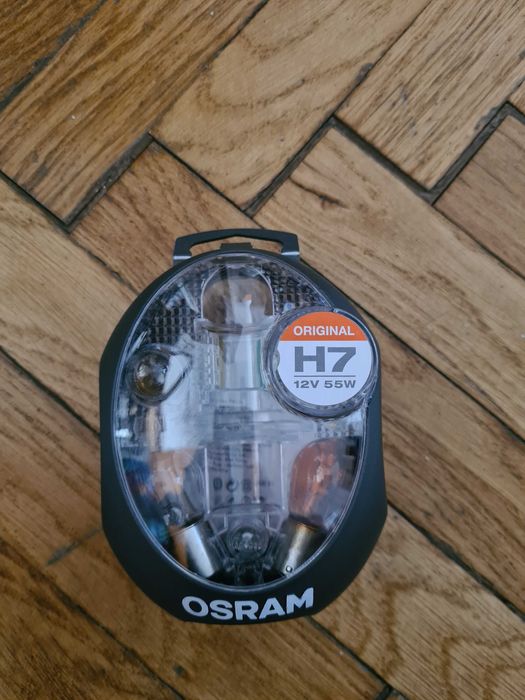 ORIGINAL
H7
12V 55W
OSRAM